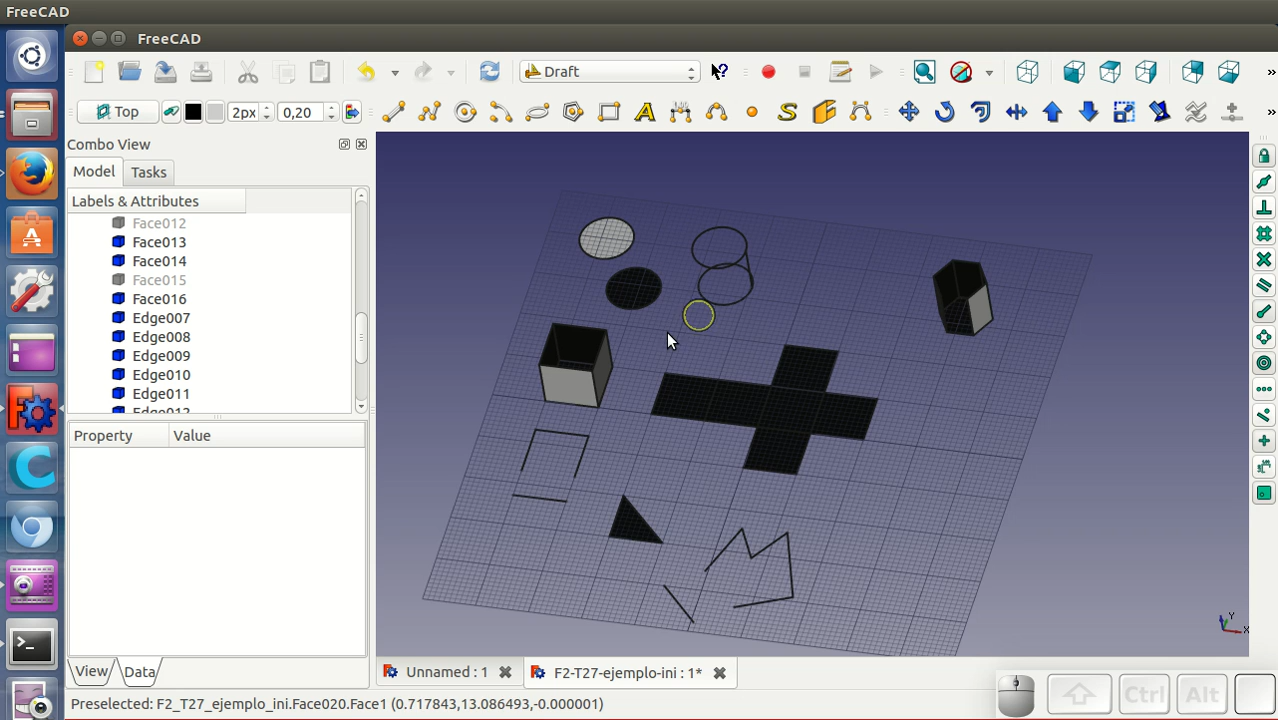 FreeCAD
FreeCAD
Draft
Top
2px
0,20
Combo View
Model
Tasks
Labels & Attributes
Face012
Face013
Face014
Face015
Face016
Edge007
Edge008
Edge009
Edge010
Edge011
Edge012
Property
Value
View
Data
Unnamed : 1
F2-T27-ejemplo-ini : 1*
Y
X
Preselected: F2_T27_ejemplo_ini.Face020.Face1 (0.717843,13.086493,-0.000001)
Ctrl
Alt